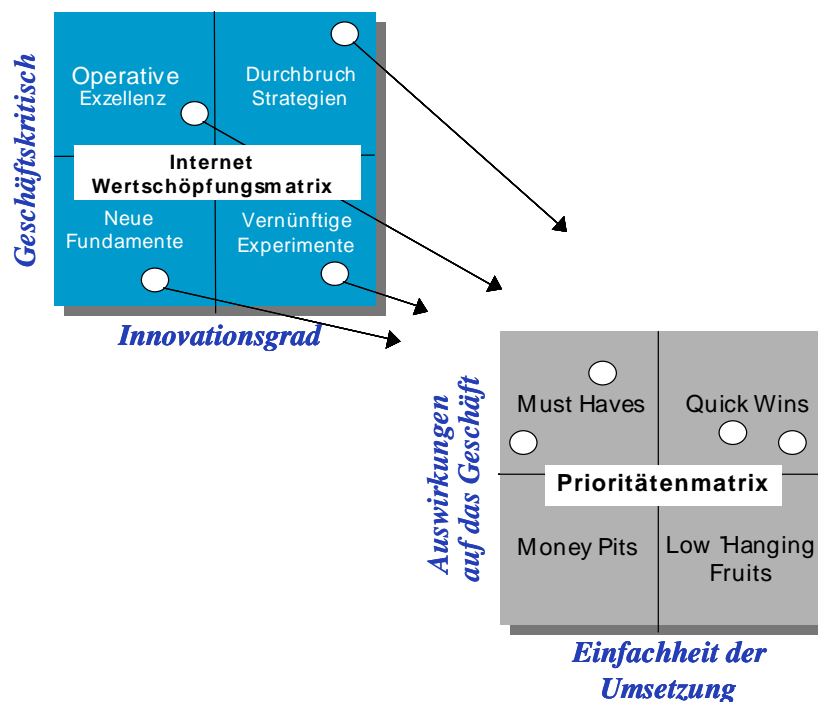 Geschäftskritisch
Operative
Exzellenz
Durchbruch
Strategien
Internet
Wertschöpfungsmatrix
Neue
Fundamente
Vernünftige
Experimente
Innovationsgrad
Auswirkungen
auf das Geschäft
Must Haves
Quick Wins
Prioritätenmatrix
Money Pits
Low Hanging
Fruits
Einfachheit der
Umsetzung